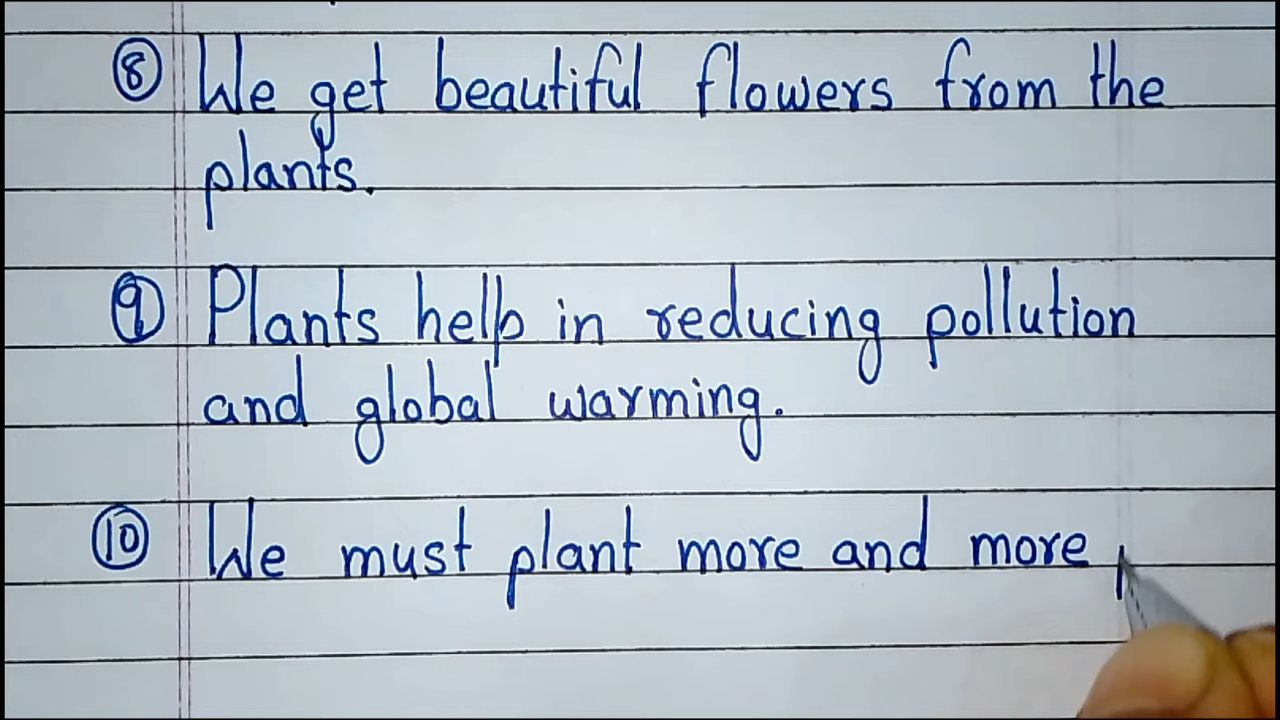 ⑧ We get beautiful flowers from the
plants.
⑨ Plants help in reducing pollution
and global warming.
⑩ We must plant more and more